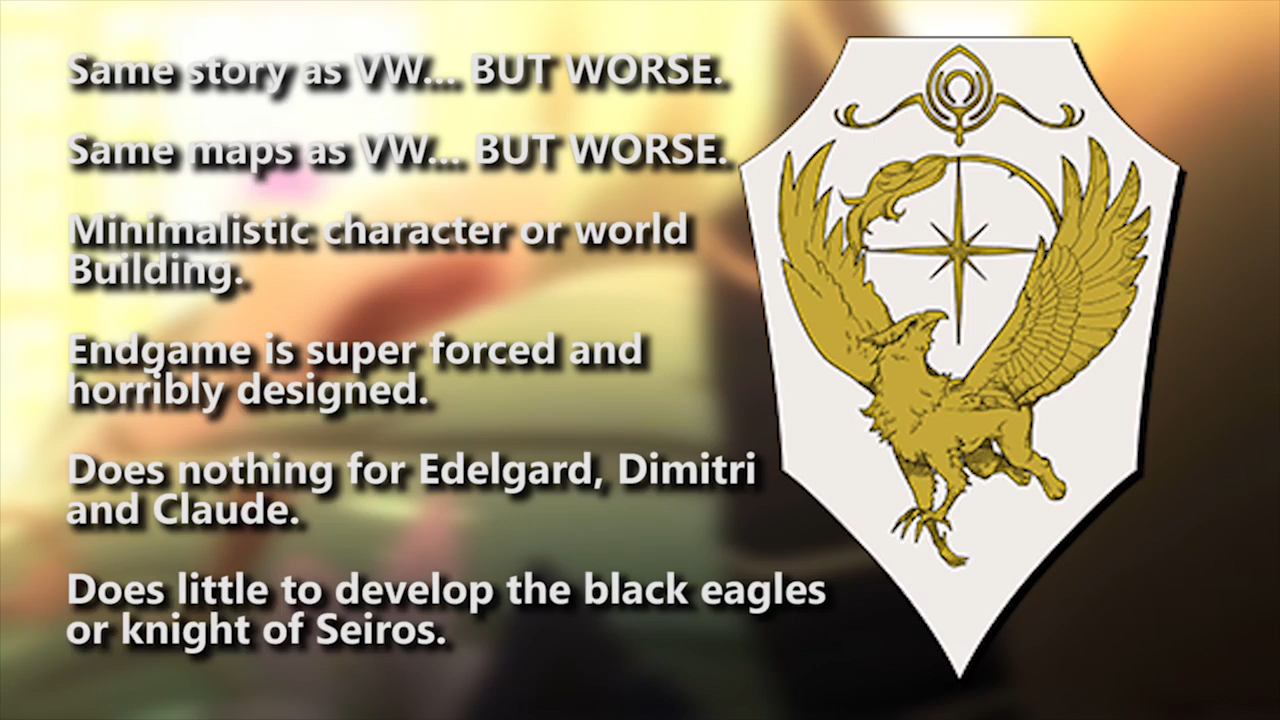 Same story as VW... BUT WORSE.
Same maps as VW... BUT WORSE.
Minimalistic character or world
Building.
Endgame is super forced and
horribly designed.
Does nothing for Edelgard, Dimitri
and Claude.
Does little to develop the black eagles
or knight of Seiros.